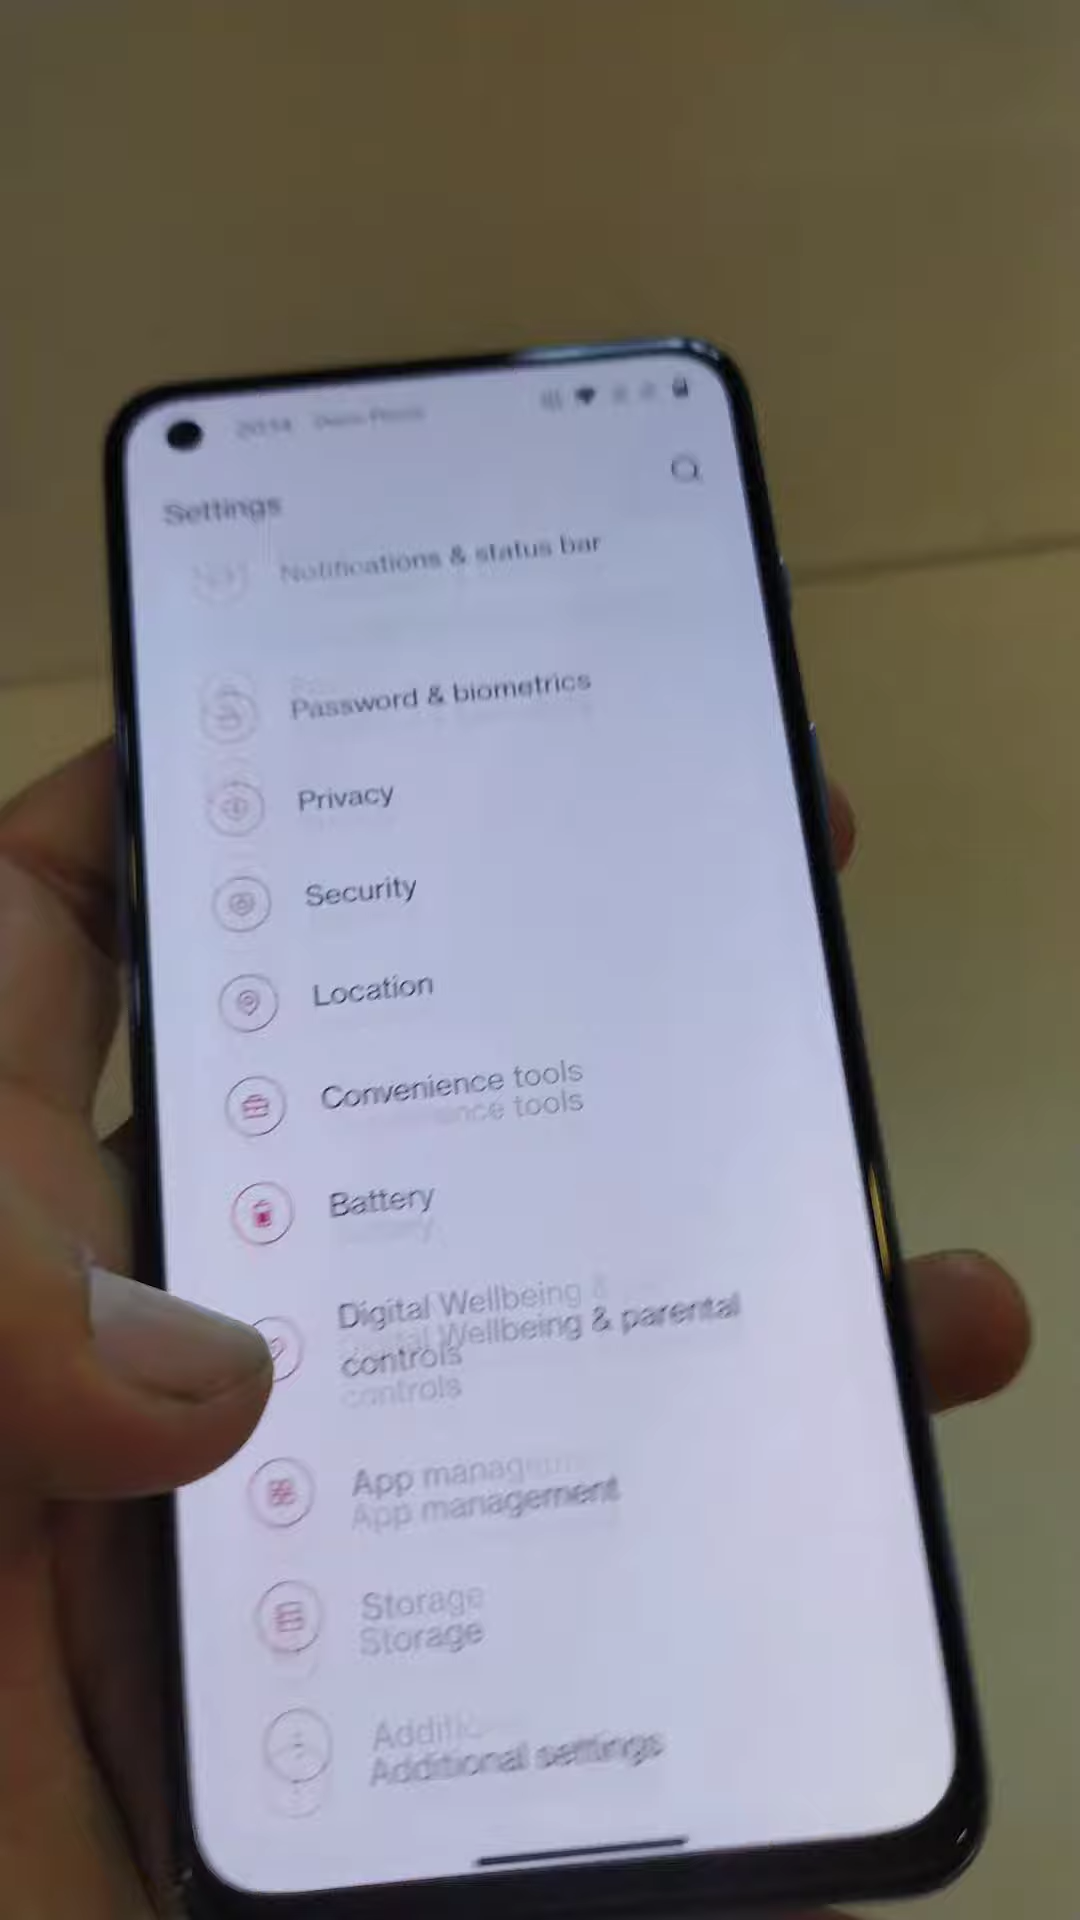 Settings
Notifications & status bar
Password & biometrics
Privacy
Security
Location
Convenience tools
Battery
Digital Wellbeing & parental
controls
App management
Storage
Additional settings